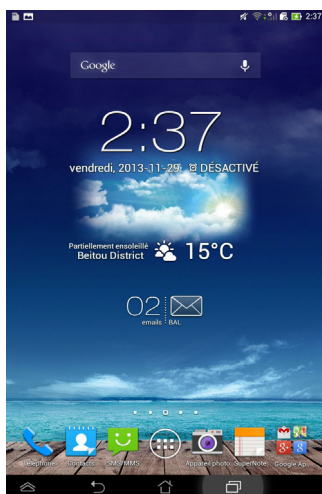 2:37
Google
2:37
vendredi, 2013-11-29 DÉSACTIVÉ
Partiellement ensoleillé
Beitou District
15°C
02
emails BAL
Téléphone Contacts SMS/MMS Appareil photo SuperNote Google Ap.